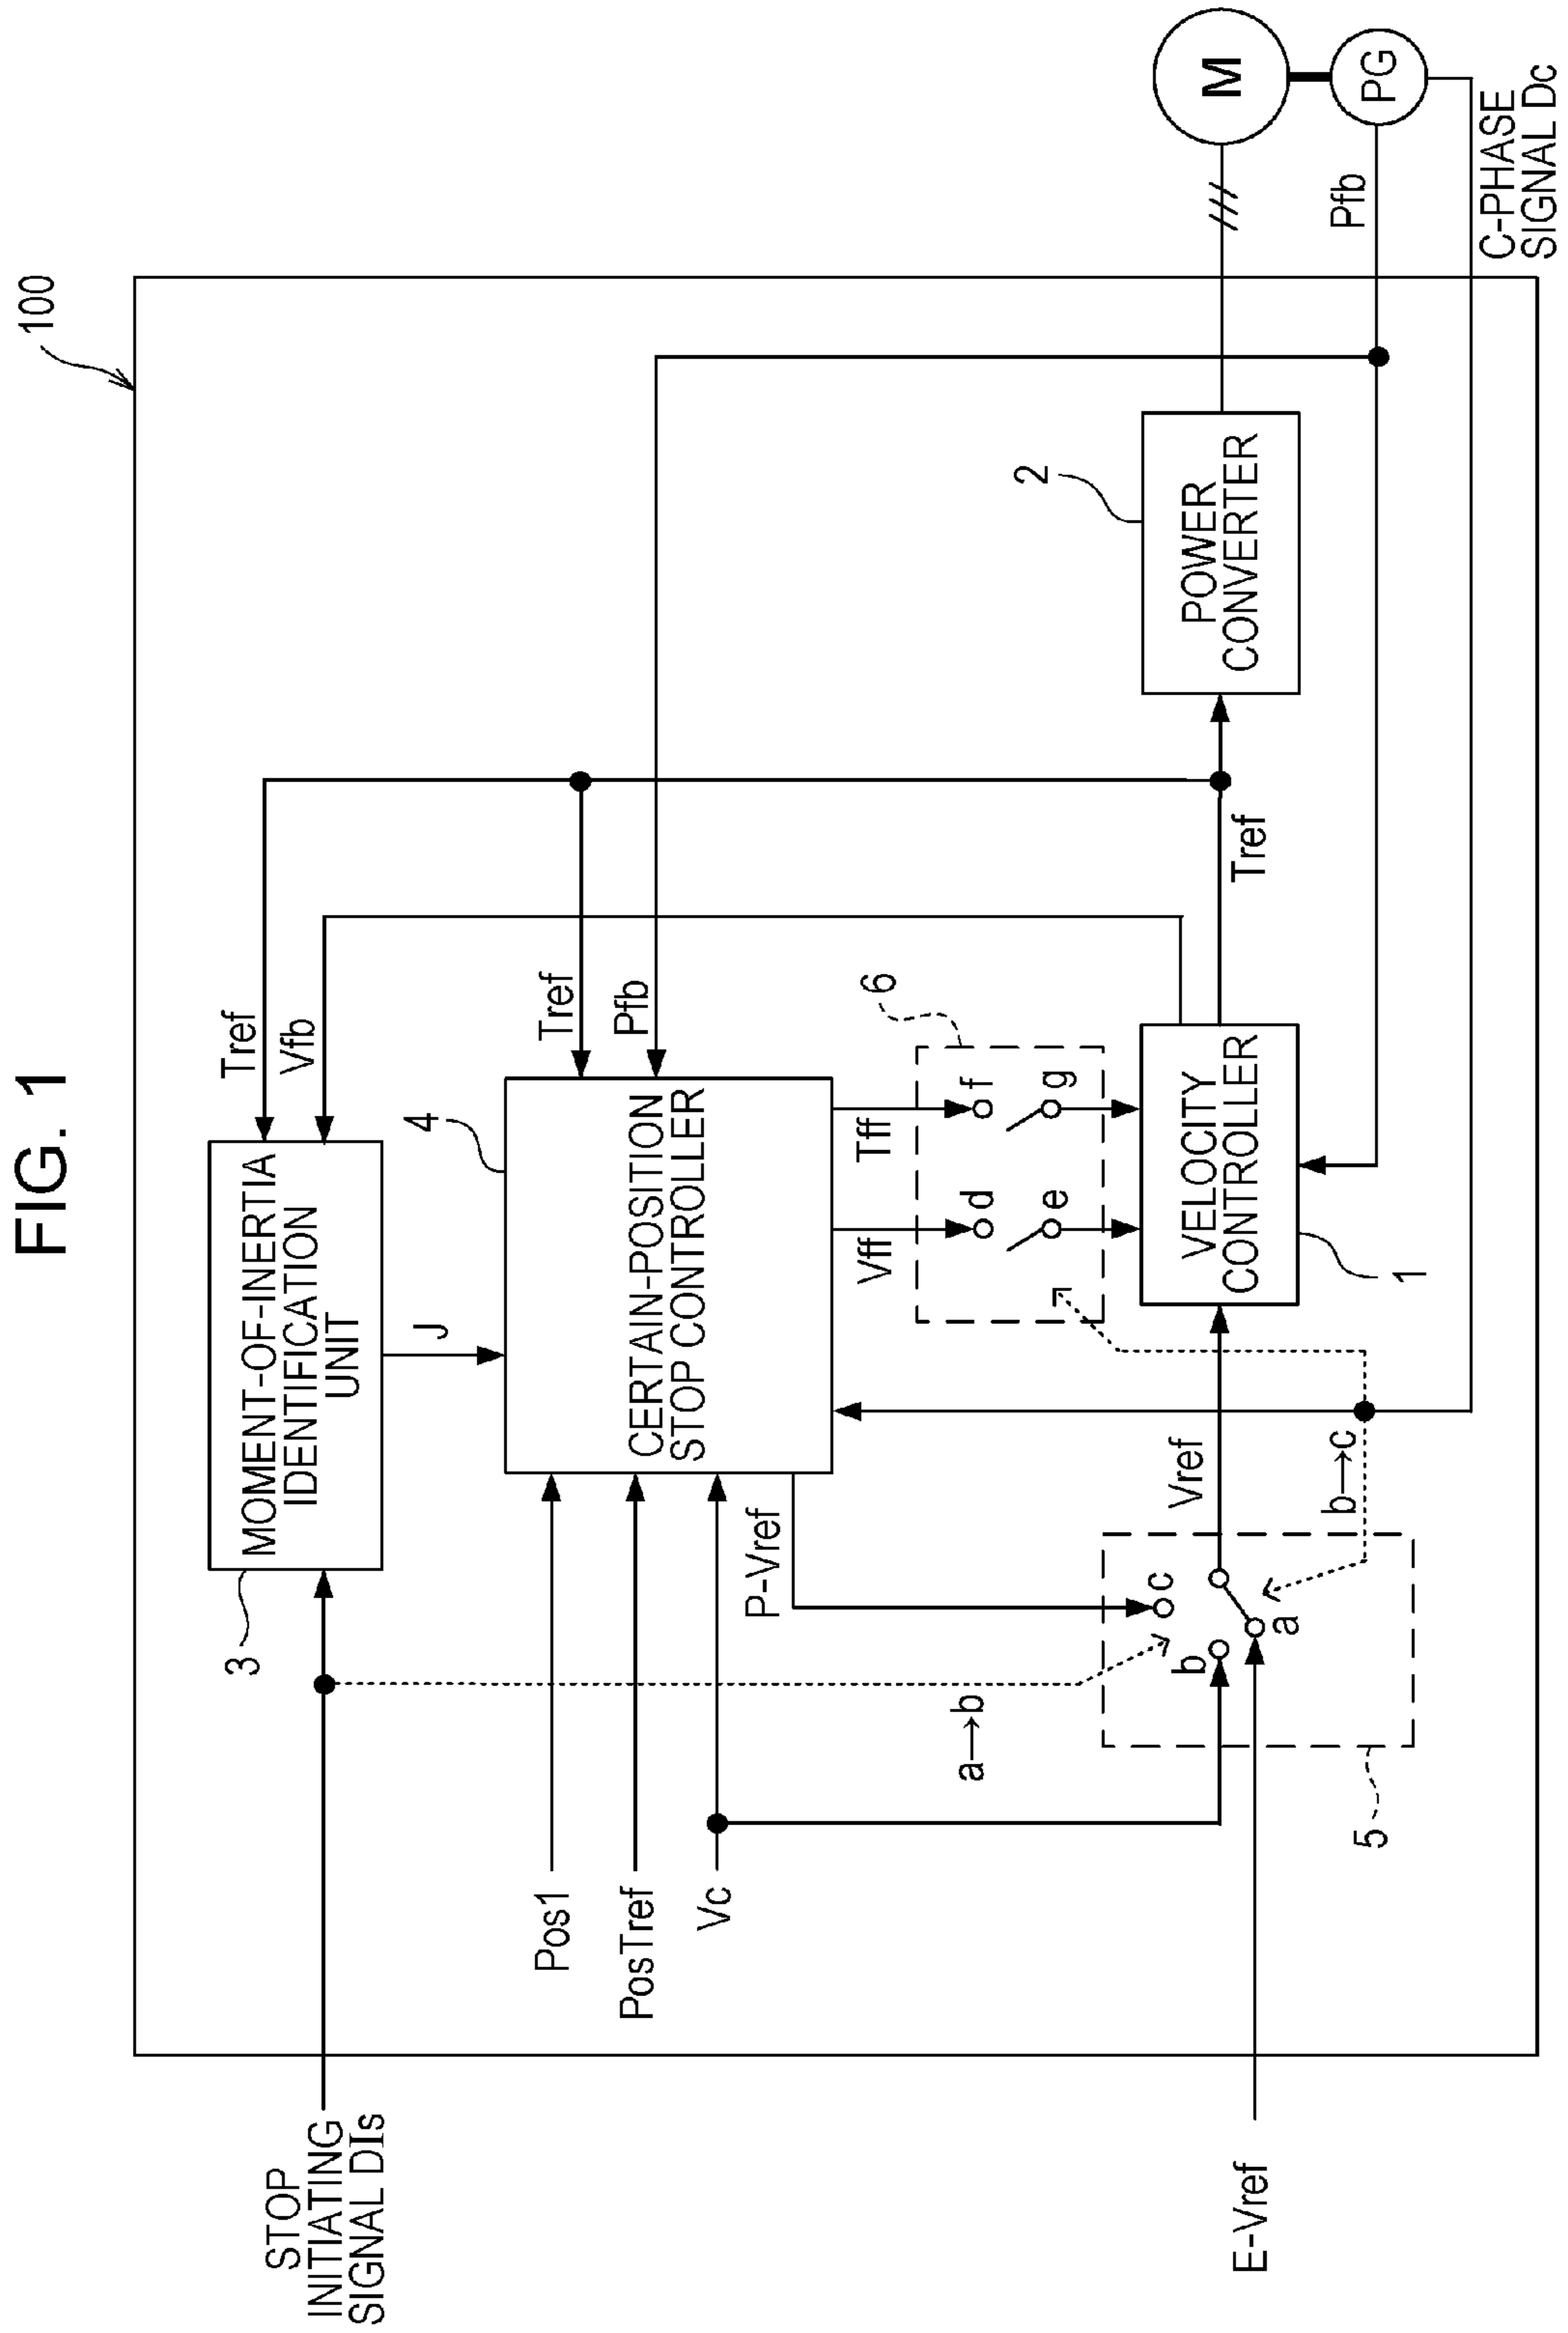 FIG. 1
100
STOP
INITIATING
SIGNAL DIs
3
MOMENT-OF-INERTIA
IDENTIFICATION
UNIT
Tref
Vfb
J
4
CERTAIN-POSITION
STOP CONTROLLER
Tref
Pfb
Pos1
PosTref
Vc
P-Vref
Vff
Tff
6
d
e
f
g
a→b
b
c
a
5
b→c
Vref
E-Vref
VELOCITY
CONTROLLER
1
Tref
2
POWER
CONVERTER
M
PG
Pfb
C-PHASE
SIGNAL Dc